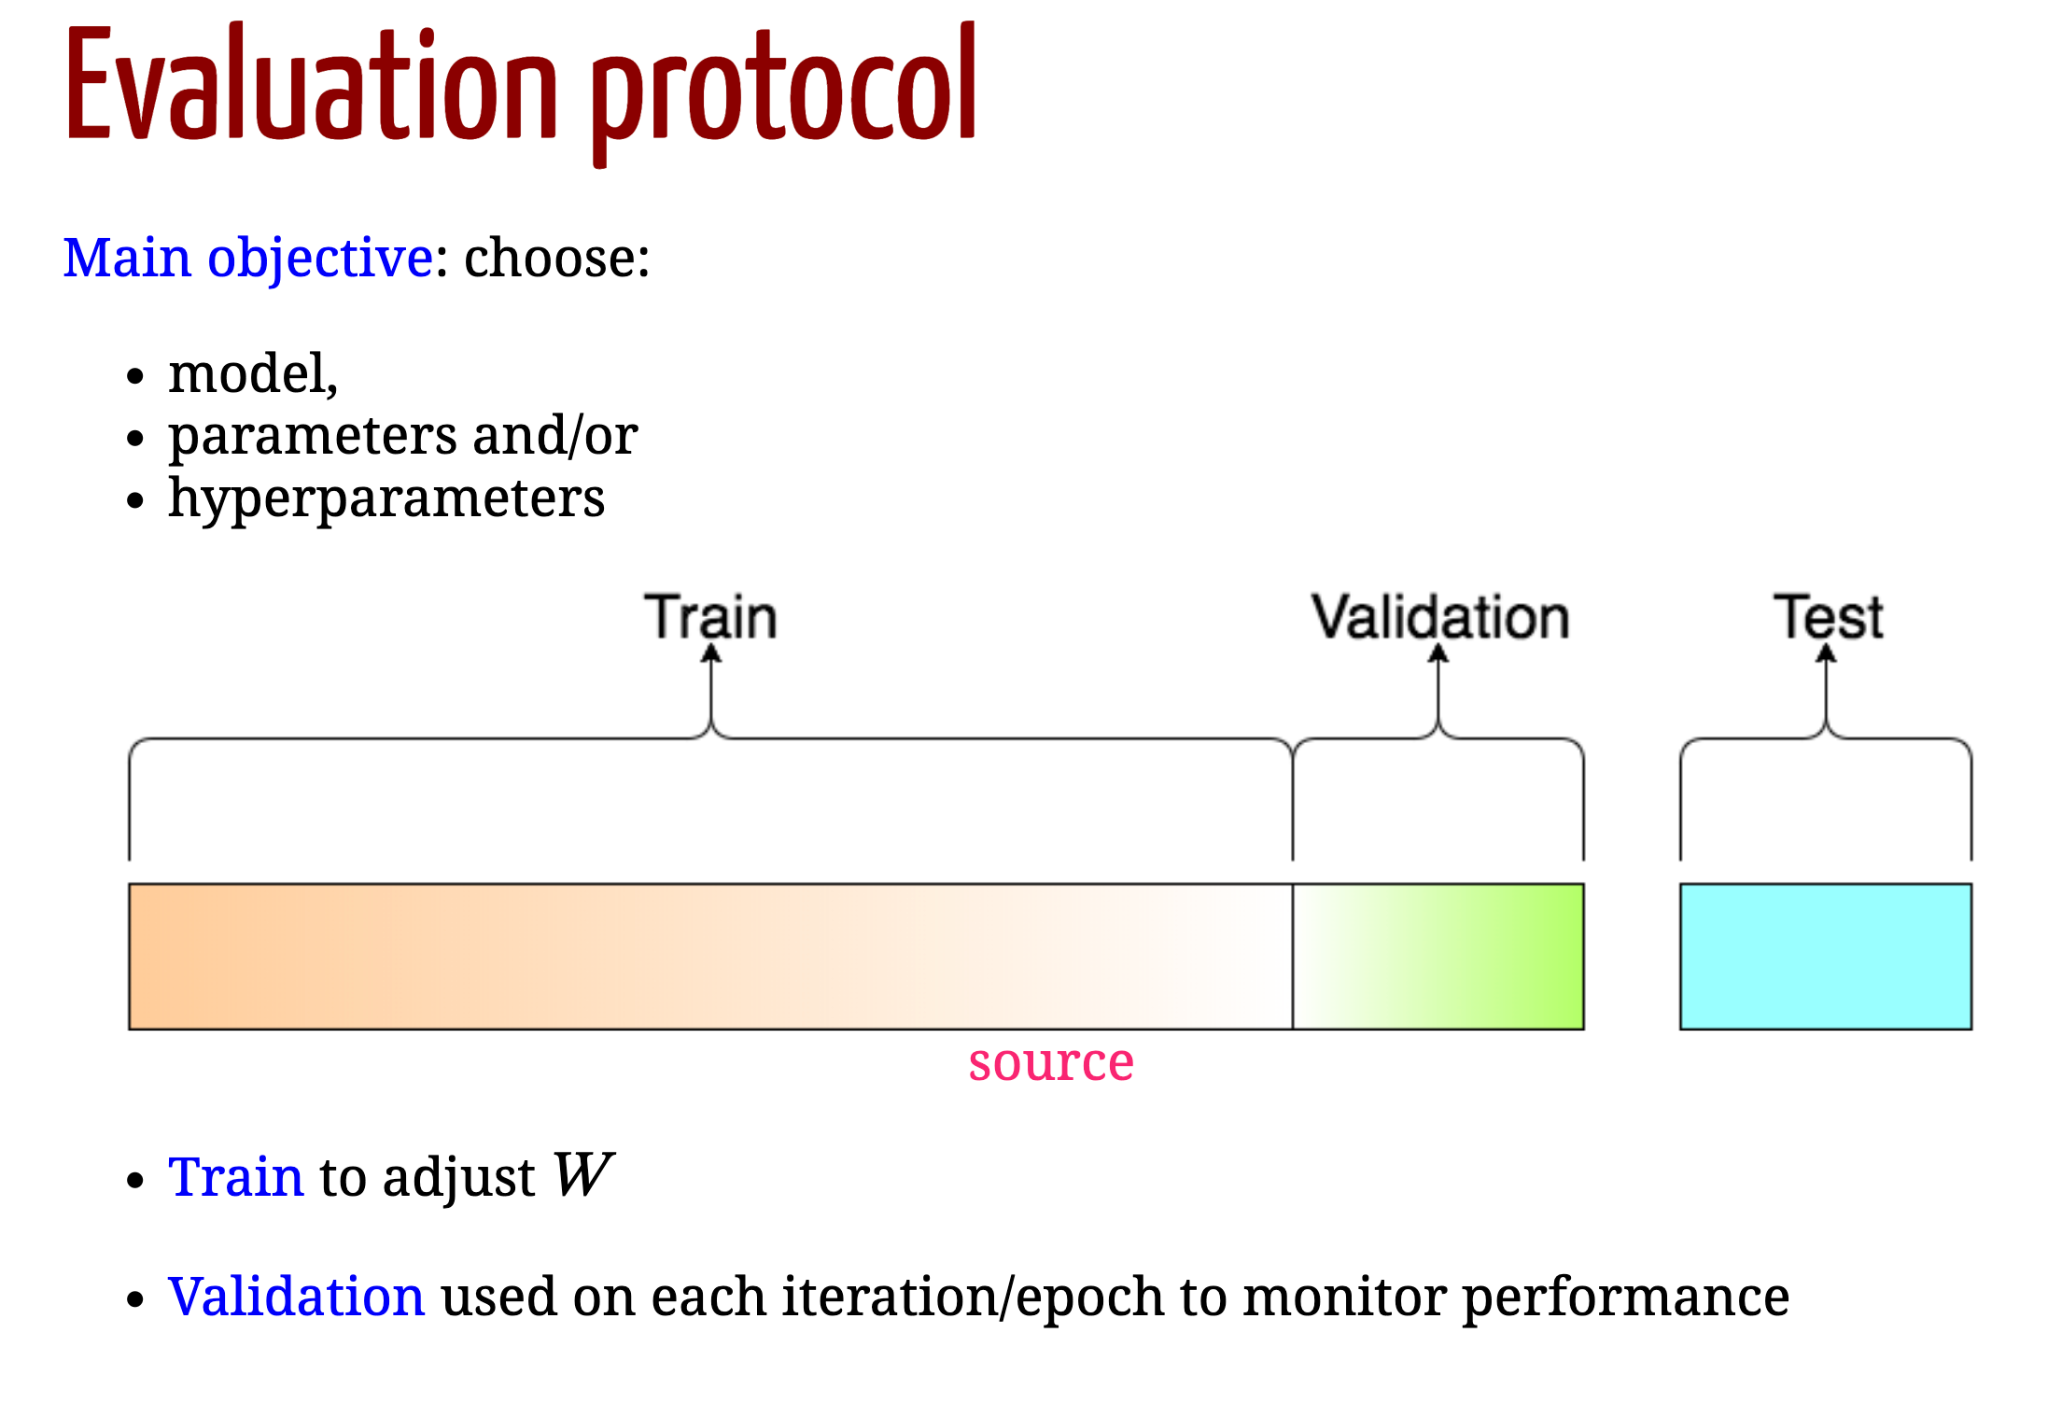 Evaluation protocol
Main objective: choose:
• model,
• parameters and/or
• hyperparameters
Train Validation Test
source
• Train to adjust W
• Validation used on each iteration/epoch to monitor performance